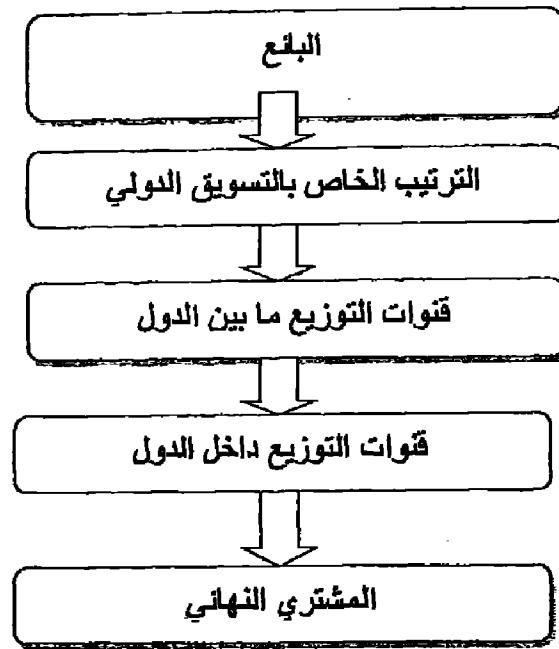 البائع
الترتيب الخاص بالتسويق الدولي
قنوات التوزيع ما بين الدول
قنوات التوزيع داخل الدول
المشتري النهائي